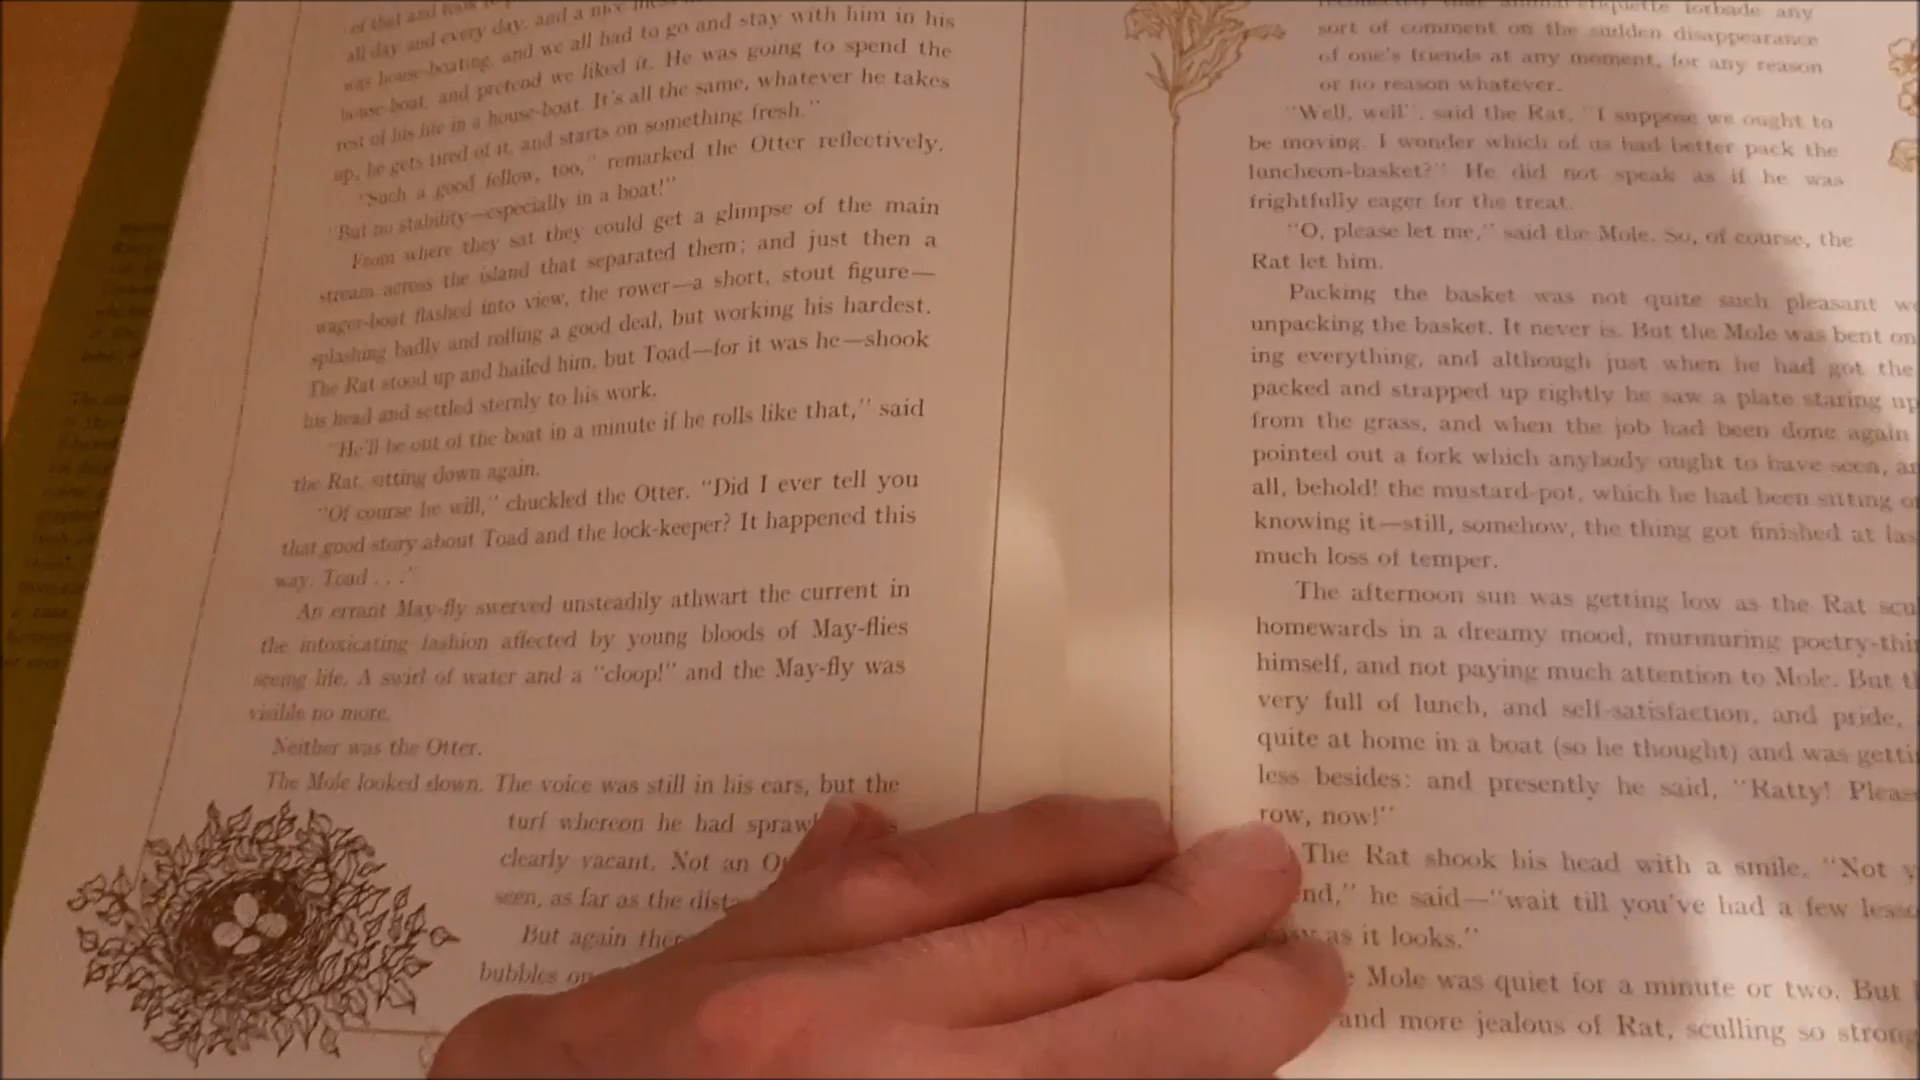 all day and every day, and a nice
was house-boating, and we all had to go and stay with him in his
house-boat, and pretend we liked it. He was going to spend the
rest of his life in a house-boat. It's all the same, whatever he takes
up, he gets tired of it, and starts on something fresh."
"Such a good fellow, too," remarked the Otter reflectively.
"But no stability—especially in a boat!"
From where they sat they could get a glimpse of the main
stream across the island that separated them; and just then a
wager-boat flashed into view, the rower—a short, stout figure—
splashing badly and rolling a good deal, but working his hardest.
The Rat stood up and hailed him, but Toad—for it was he—shook
his head and settled sternly to his work.
"He'll be out of the boat in a minute if he rolls like that," said
the Rat, sitting down again.
"Of course he will," chuckled the Otter. "Did I ever tell you
that good story about Toad and the lock-keeper? It happened this
way. Toad . . ."
An errant May-fly swerved unsteadily athwart the current in
the intoxicating fashion affected by young bloods of May-flies
seeing life. A swirl of water and a "cloop!" and the May-fly was
visible no more.
Neither was the Otter.
The Mole looked down. The voice was still in his ears, but the
turf whereon he had sprawl
clearly vacant. Not an Ot
seen, as far as the dista
But again ther
bubbles on
etiquette forbade any
sort of comment on the sudden disappearance
of one's friends at any moment, for any reason
or no reason whatever.
"Well, well", said the Rat, "I suppose we ought to
be moving. I wonder which of us had better pack the
luncheon-basket?" He did not speak as if he was
frightfully eager for the treat.
"O, please let me," said the Mole. So, of course, the
Rat let him.
Packing the basket was not quite such pleasant wo
unpacking the basket. It never is. But the Mole was bent on
ing everything, and although just when he had got the
packed and strapped up rightly he saw a plate staring up
from the grass, and when the job had been done again
pointed out a fork which anybody ought to have seen, an
all, behold! the mustard-pot, which he had been sitting o
knowing it—still, somehow, the thing got finished at las
much loss of temper.
The afternoon sun was getting low as the Rat scu
homewards in a dreamy mood, murmuring poetry-thin
himself, and not paying much attention to Mole. But th
very full of lunch, and self-satisfaction, and pride,
quite at home in a boat (so he thought) and was getti
less besides: and presently he said, "Ratty! Pleas
row, now!"
The Rat shook his head with a smile. "Not y
end," he said—"wait till you've had a few lesso
as it looks."
Mole was quiet for a minute or two. But
and more jealous of Rat, sculling so strong